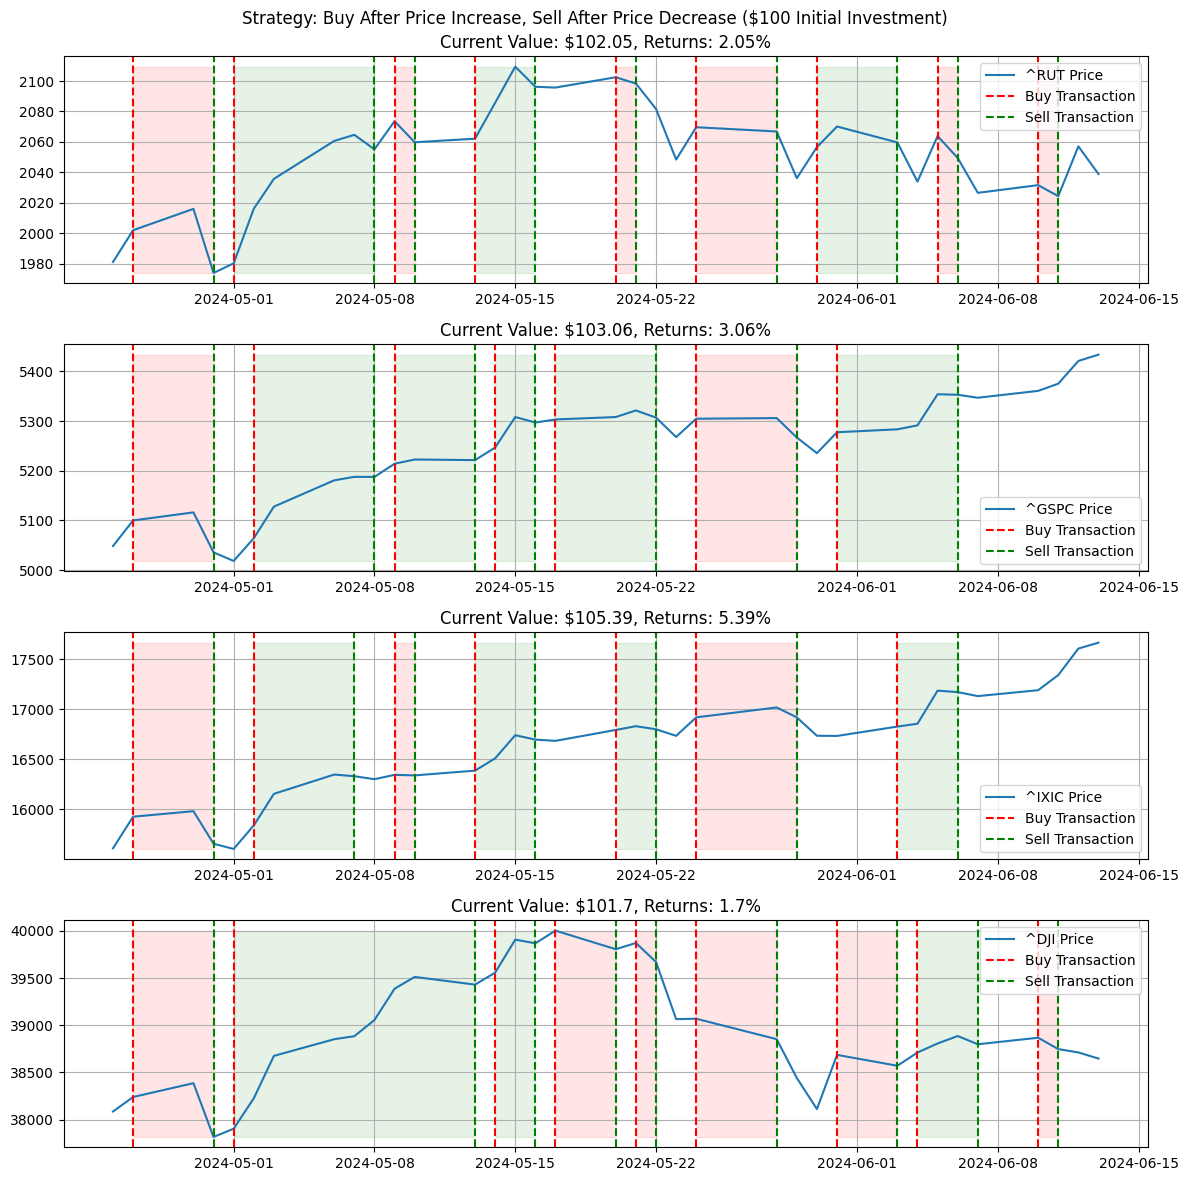 Strategy: Buy After Price Increase, Sell After Price Decrease ($100 Initial Investment)
Current Value: $102.05, Returns: 2.05%
2100
2080
2060
2040
2020
2000
1980
^RUT Price
Buy Transaction
Sell Transaction
2024-05-01 2024-05-08 2024-05-15 2024-05-22 2024-06-01 2024-06-08 2024-06-15
Current Value: $103.06, Returns: 3.06%
5400
5300
5200
5100
5000
^GSPC Price
Buy Transaction
Sell Transaction
2024-05-01 2024-05-08 2024-05-15 2024-05-22 2024-06-01 2024-06-08 2024-06-15
Current Value: $105.39, Returns: 5.39%
17500
17000
16500
16000
^IXIC Price
Buy Transaction
Sell Transaction
2024-05-01 2024-05-08 2024-05-15 2024-05-22 2024-06-01 2024-06-08 2024-06-15
Current Value: $101.7, Returns: 1.7%
40000
39500
39000
38500
38000
^DJI Price
Buy Transaction
Sell Transaction
2024-05-01 2024-05-08 2024-05-15 2024-05-22 2024-06-01 2024-06-08 2024-06-15